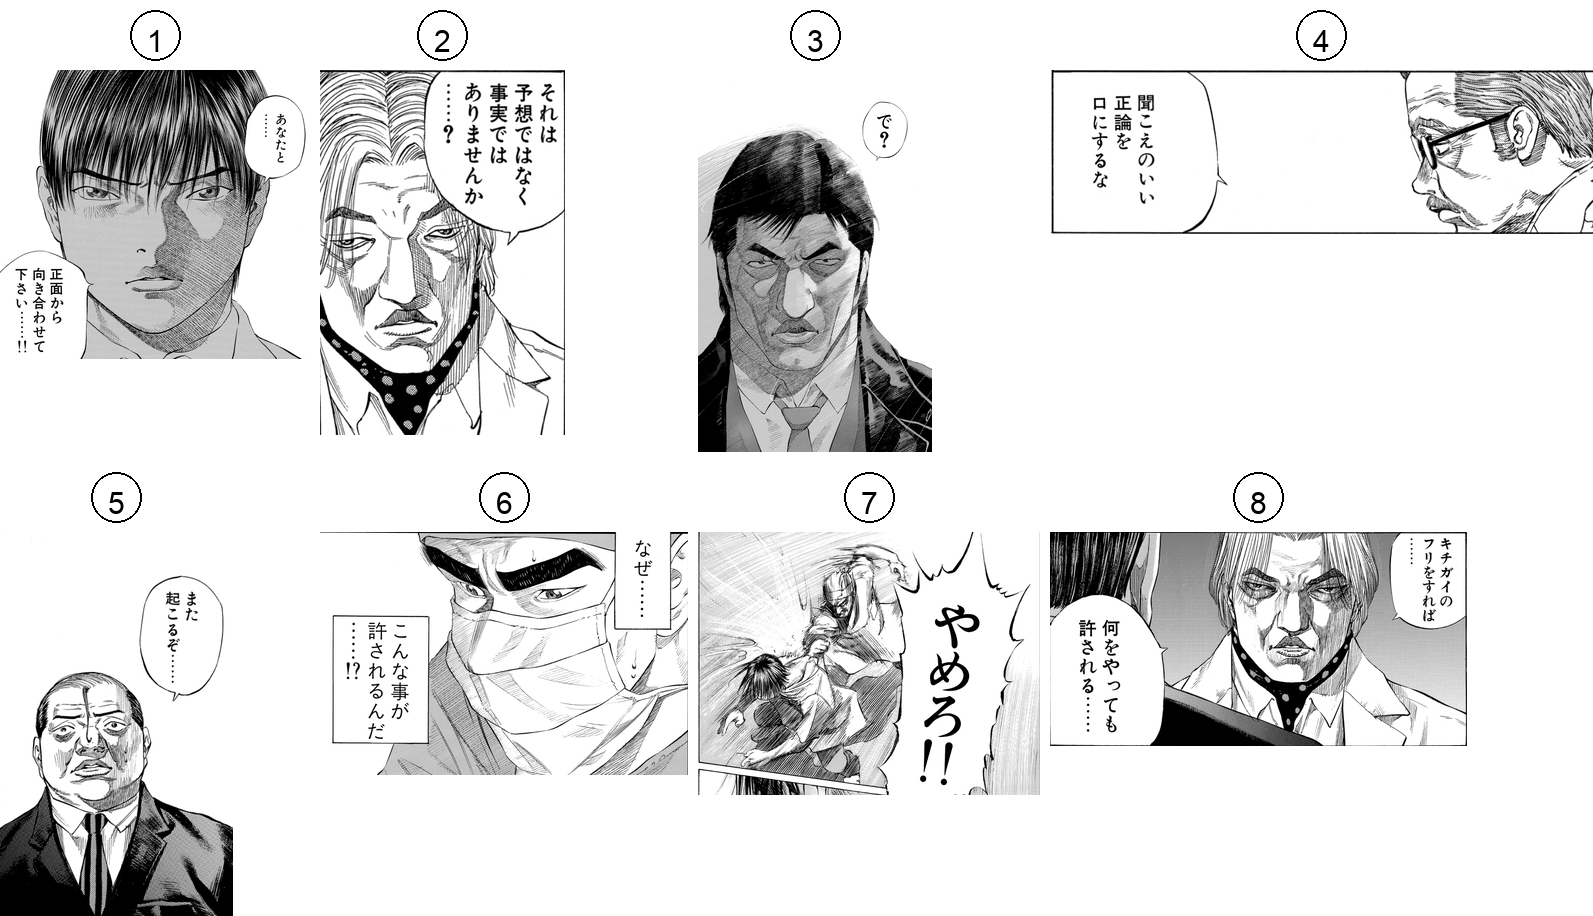 1
あなたと
……
正面から
向き合わせて
下さい……!!
2
それは
予想ではなく
事実では
ありませんか
……?
3
で?
4
聞こえのいい
正論を
口にするな
5
また
起こるぞ……
6
なぜ……
こんな事が
許されるんだ
……!?
7
やめろ!!
8
キチガイの
フリをすれば
……
何をやっても
許される……